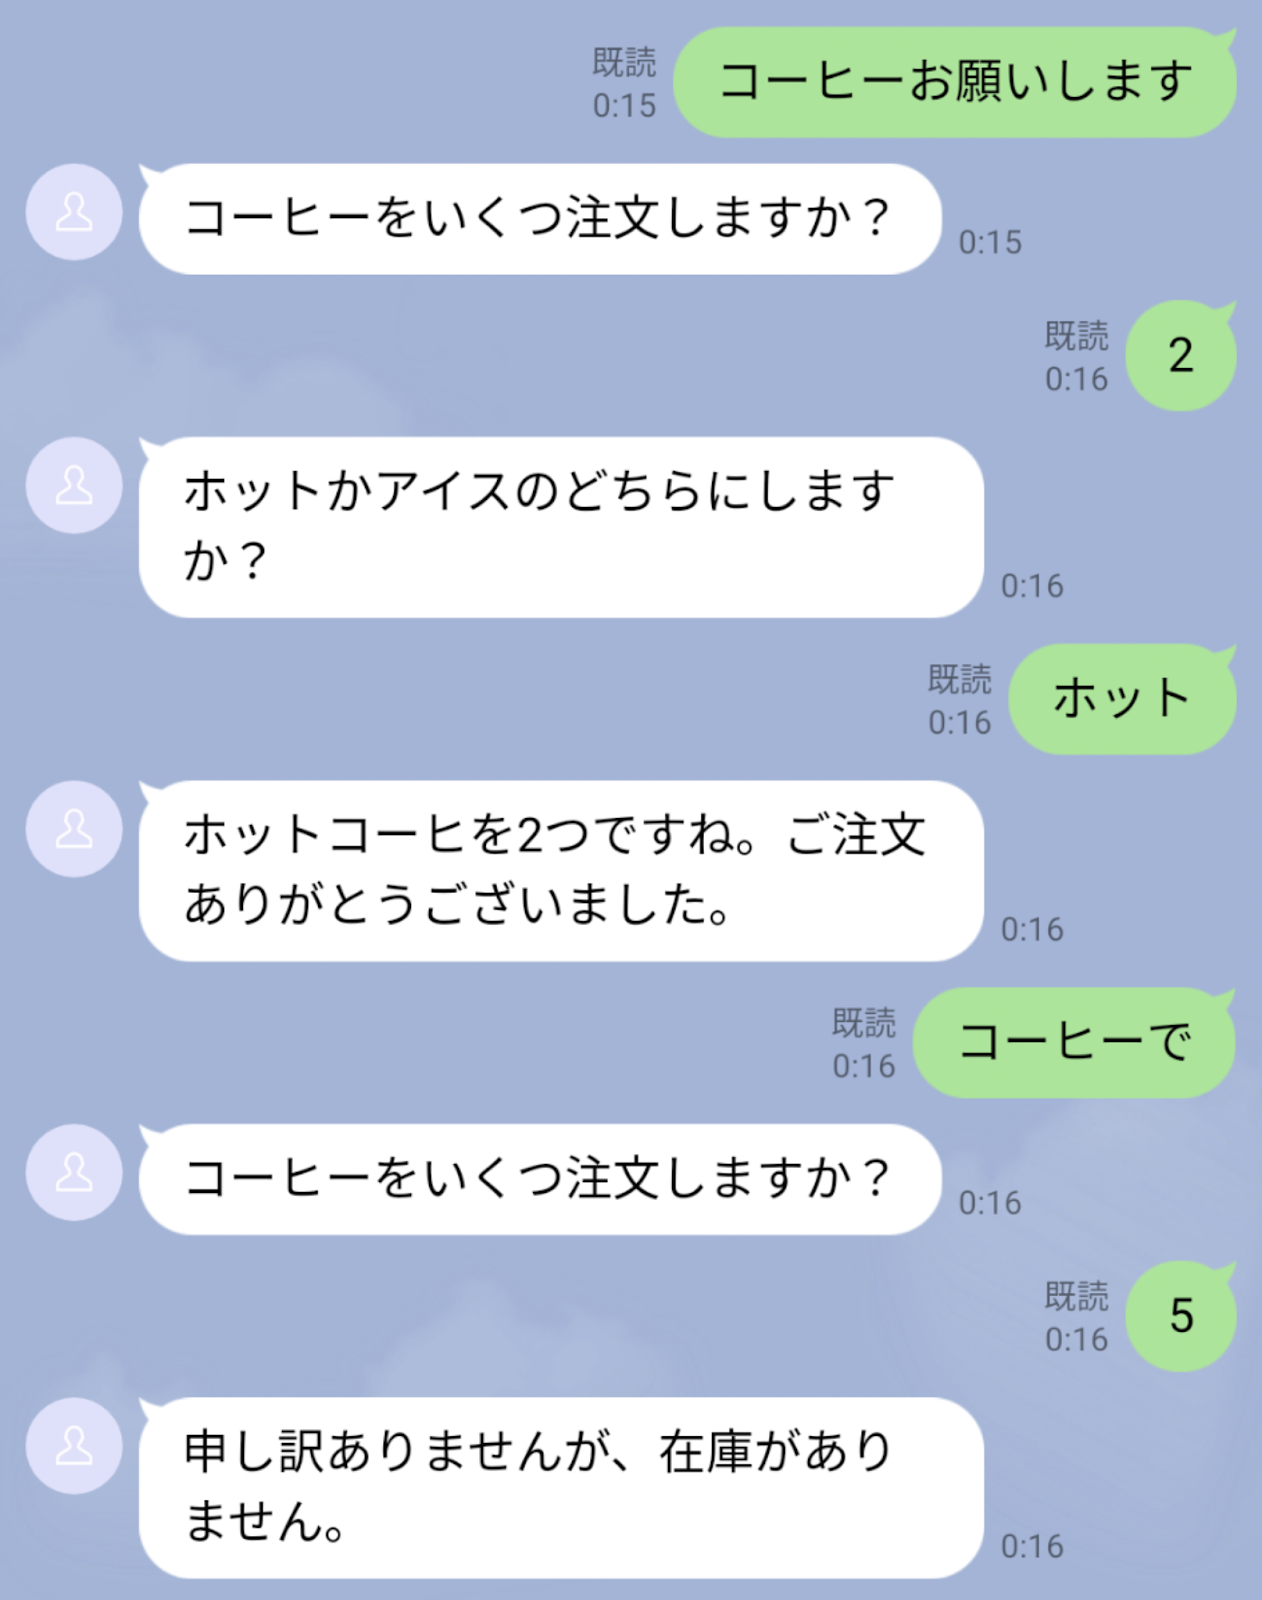 コーヒーお願いします
既読
0:15
コーヒーをいくつ注文しますか？
0:15
2
既読
0:16
ホットかアイスのどちらにします
か？
0:16
ホット
既読
0:16
ホットコーヒを2つですね。ご注文
ありがとうございました。
0:16
コーヒーで
既読
0:16
コーヒーをいくつ注文しますか？
0:16
5
既読
0:16
申し訳ありませんが、在庫があり
ません。
0:16